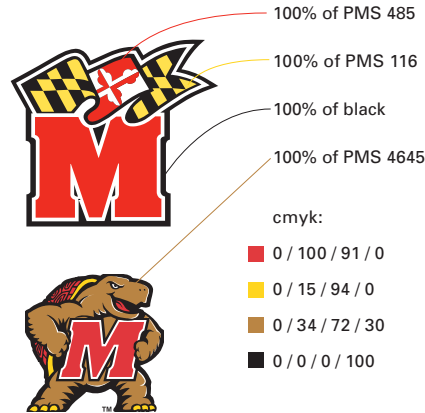 100% of PMS 485
100% of PMS 116
100% of black
M
100% of PMS 4645
cmyk:
0 / 100 / 91 / 0
0 / 15 / 94 / 0
0 / 34 / 72 / 30
M
0 / 0 / 0 / 100
TM